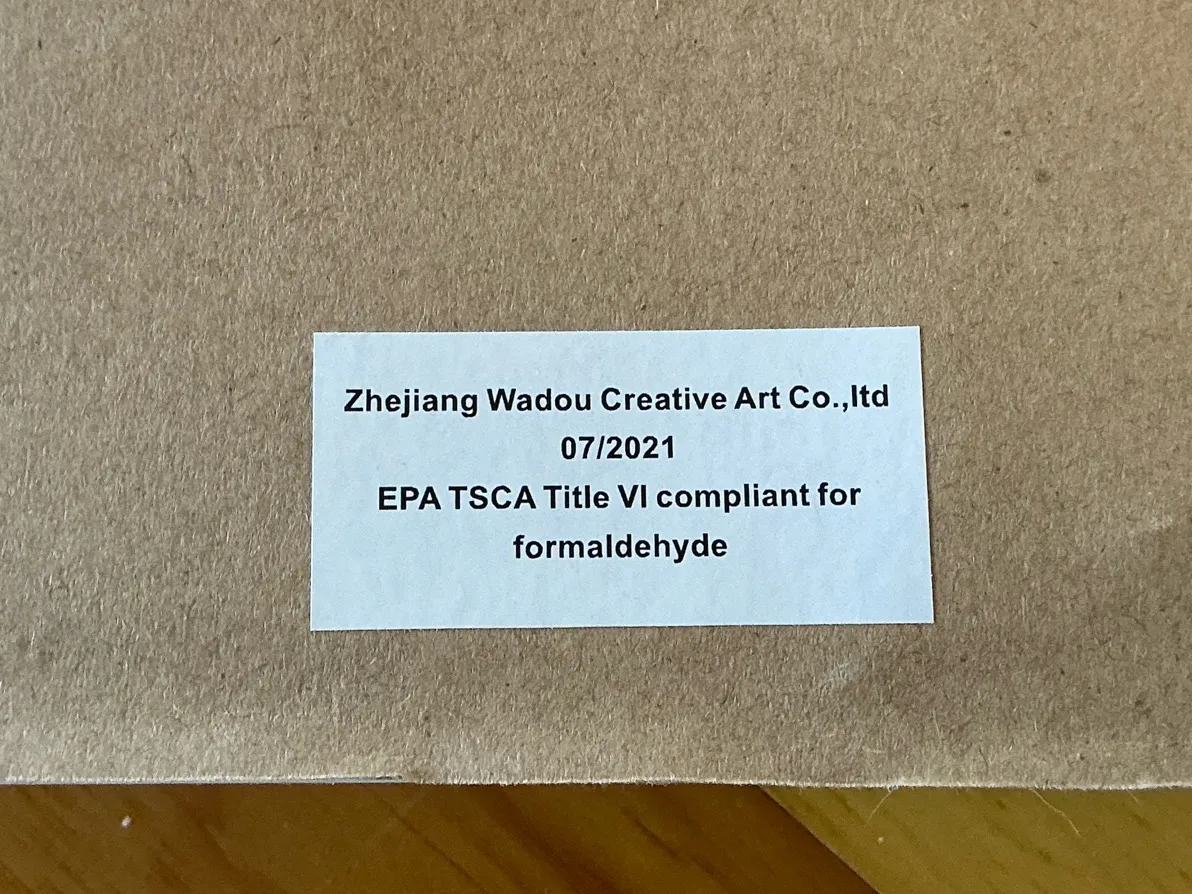 Zhejiang Wadou Creative Art Co.,ltd
07/2021
EPA TSCA Title VI compliant for
formaldehyde